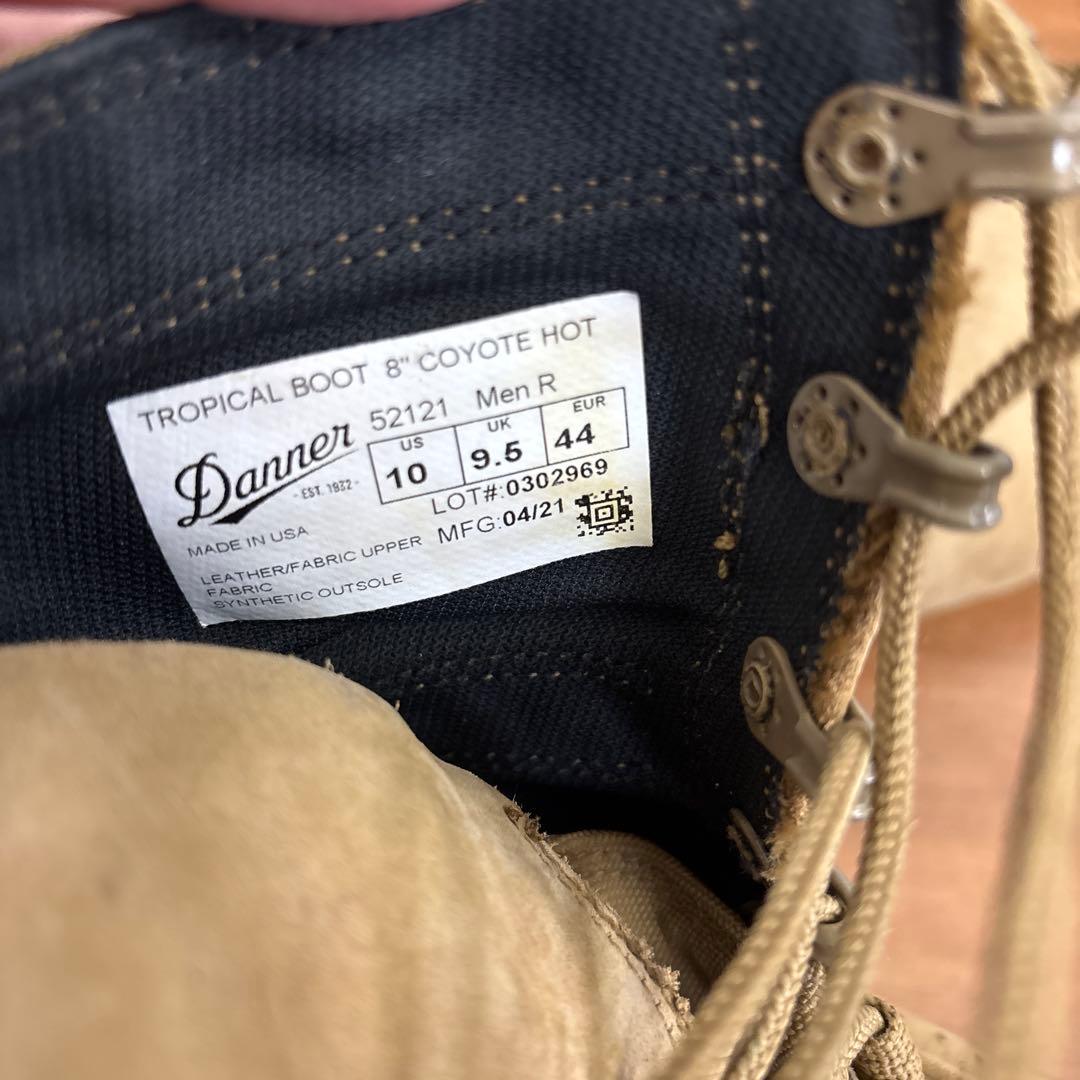 TROPICAL BOOT 8" COYOTE HOT
Danner
- EST. 1932 -
52121 Men R
US UK EUR
10 9.5 44
LOT#:0302969
MFG:04/21
MADE IN USA
LEATHER/FABRIC UPPER
FABRIC
SYNTHETIC OUTSOLE